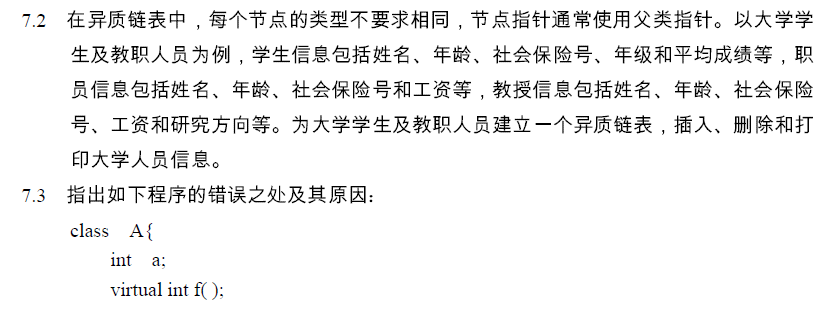 7.2 在异质链表中，每个节点的类型不要求相同，节点指针通常使用父类指针。以大学学
生及教职人员为例，学生信息包括姓名、年龄、社会保险号、年级和平均成绩等，职
员信息包括姓名、年龄、社会保险号和工资等，教授信息包括姓名、年龄、社会保险
号、工资和研究方向等。为大学学生及教职人员建立一个异质链表，插入、删除和打
印大学人员信息。
7.3 指出如下程序的错误之处及其原因：
class A{
int a;
virtual int f( );